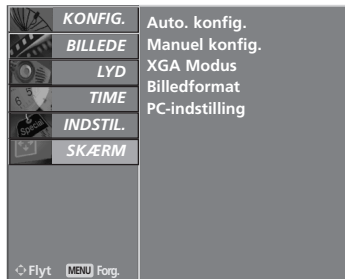 KONFIG.
BILLEDE
LYD
TIME
INDSTIL.
SKÆRM
Auto. konfig.
Manuel konfig.
XGA Modus
Billedformat
PC-indstilling
Flyt MENU Forg.